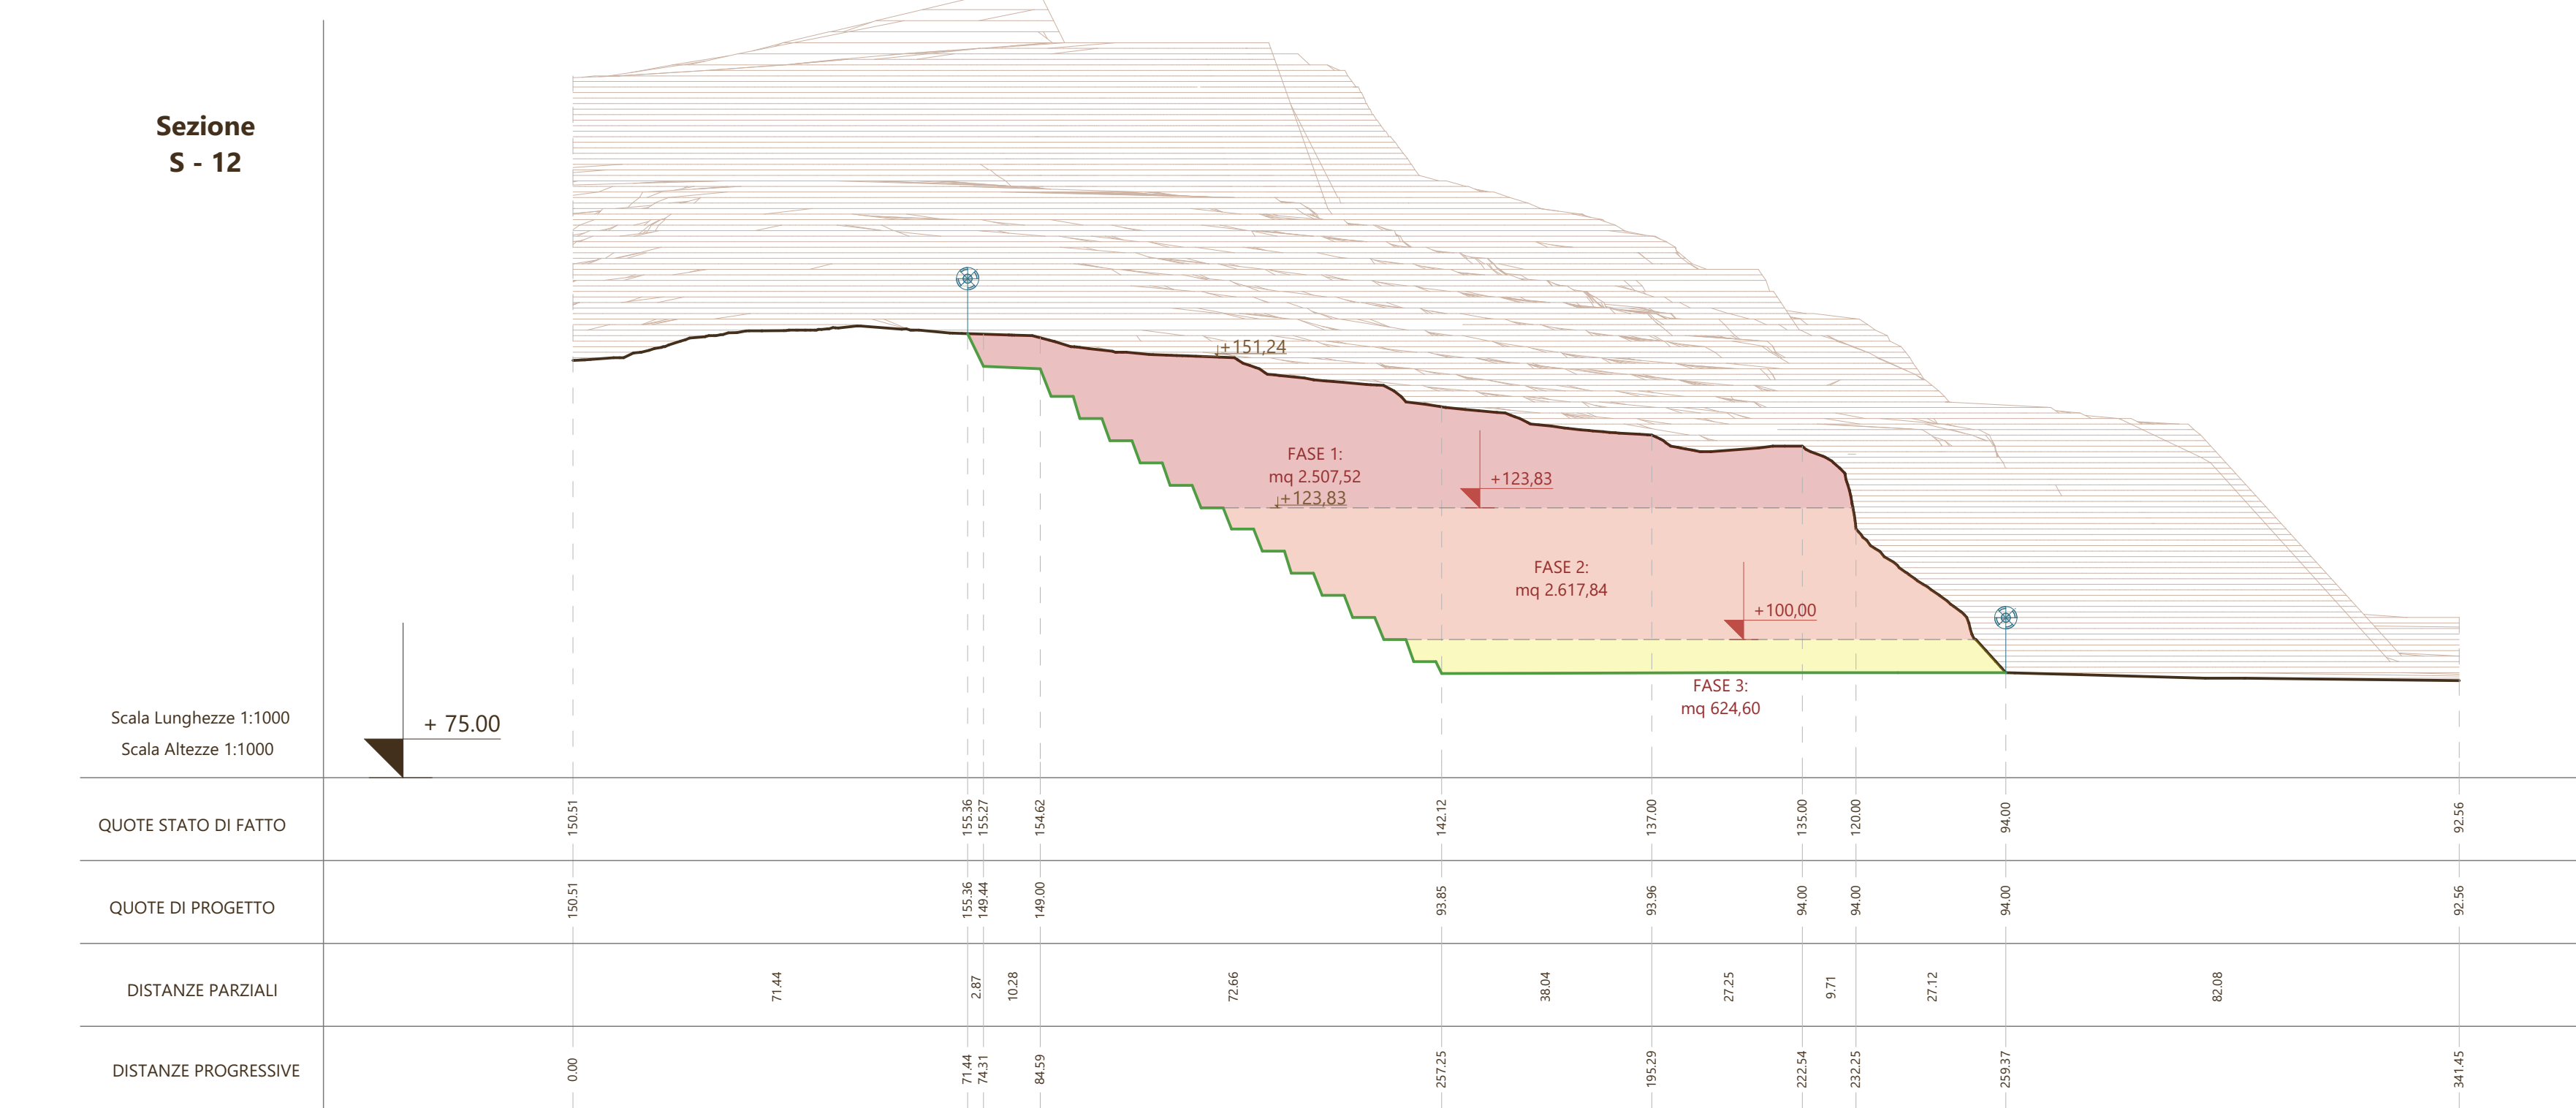 Sezione
S - 12
+151,24
FASE 1:
mq 2.507,52
+123,83
+123,83
FASE 2:
mq 2.617,84
+100,00
FASE 3:
mq 624,60
Scala Lunghezze 1:1000
Scala Altezze 1:1000
+ 75.00
QUOTE STATO DI FATTO
150.51 155.36 155.27 154.62 142.12 137.00 135.00 120.00 94.00 92.56
QUOTE DI PROGETTO
150.51 155.36 149.44 149.00 93.85 93.96 94.00 94.00 94.00 92.56
DISTANZE PARZIALI
71.44 2.87 10.28 72.66 38.04 27.25 9.71 27.12 82.08
DISTANZE PROGRESSIVE
0.00 71.44 74.31 84.59 257.25 195.29 222.54 232.25 259.37 341.45